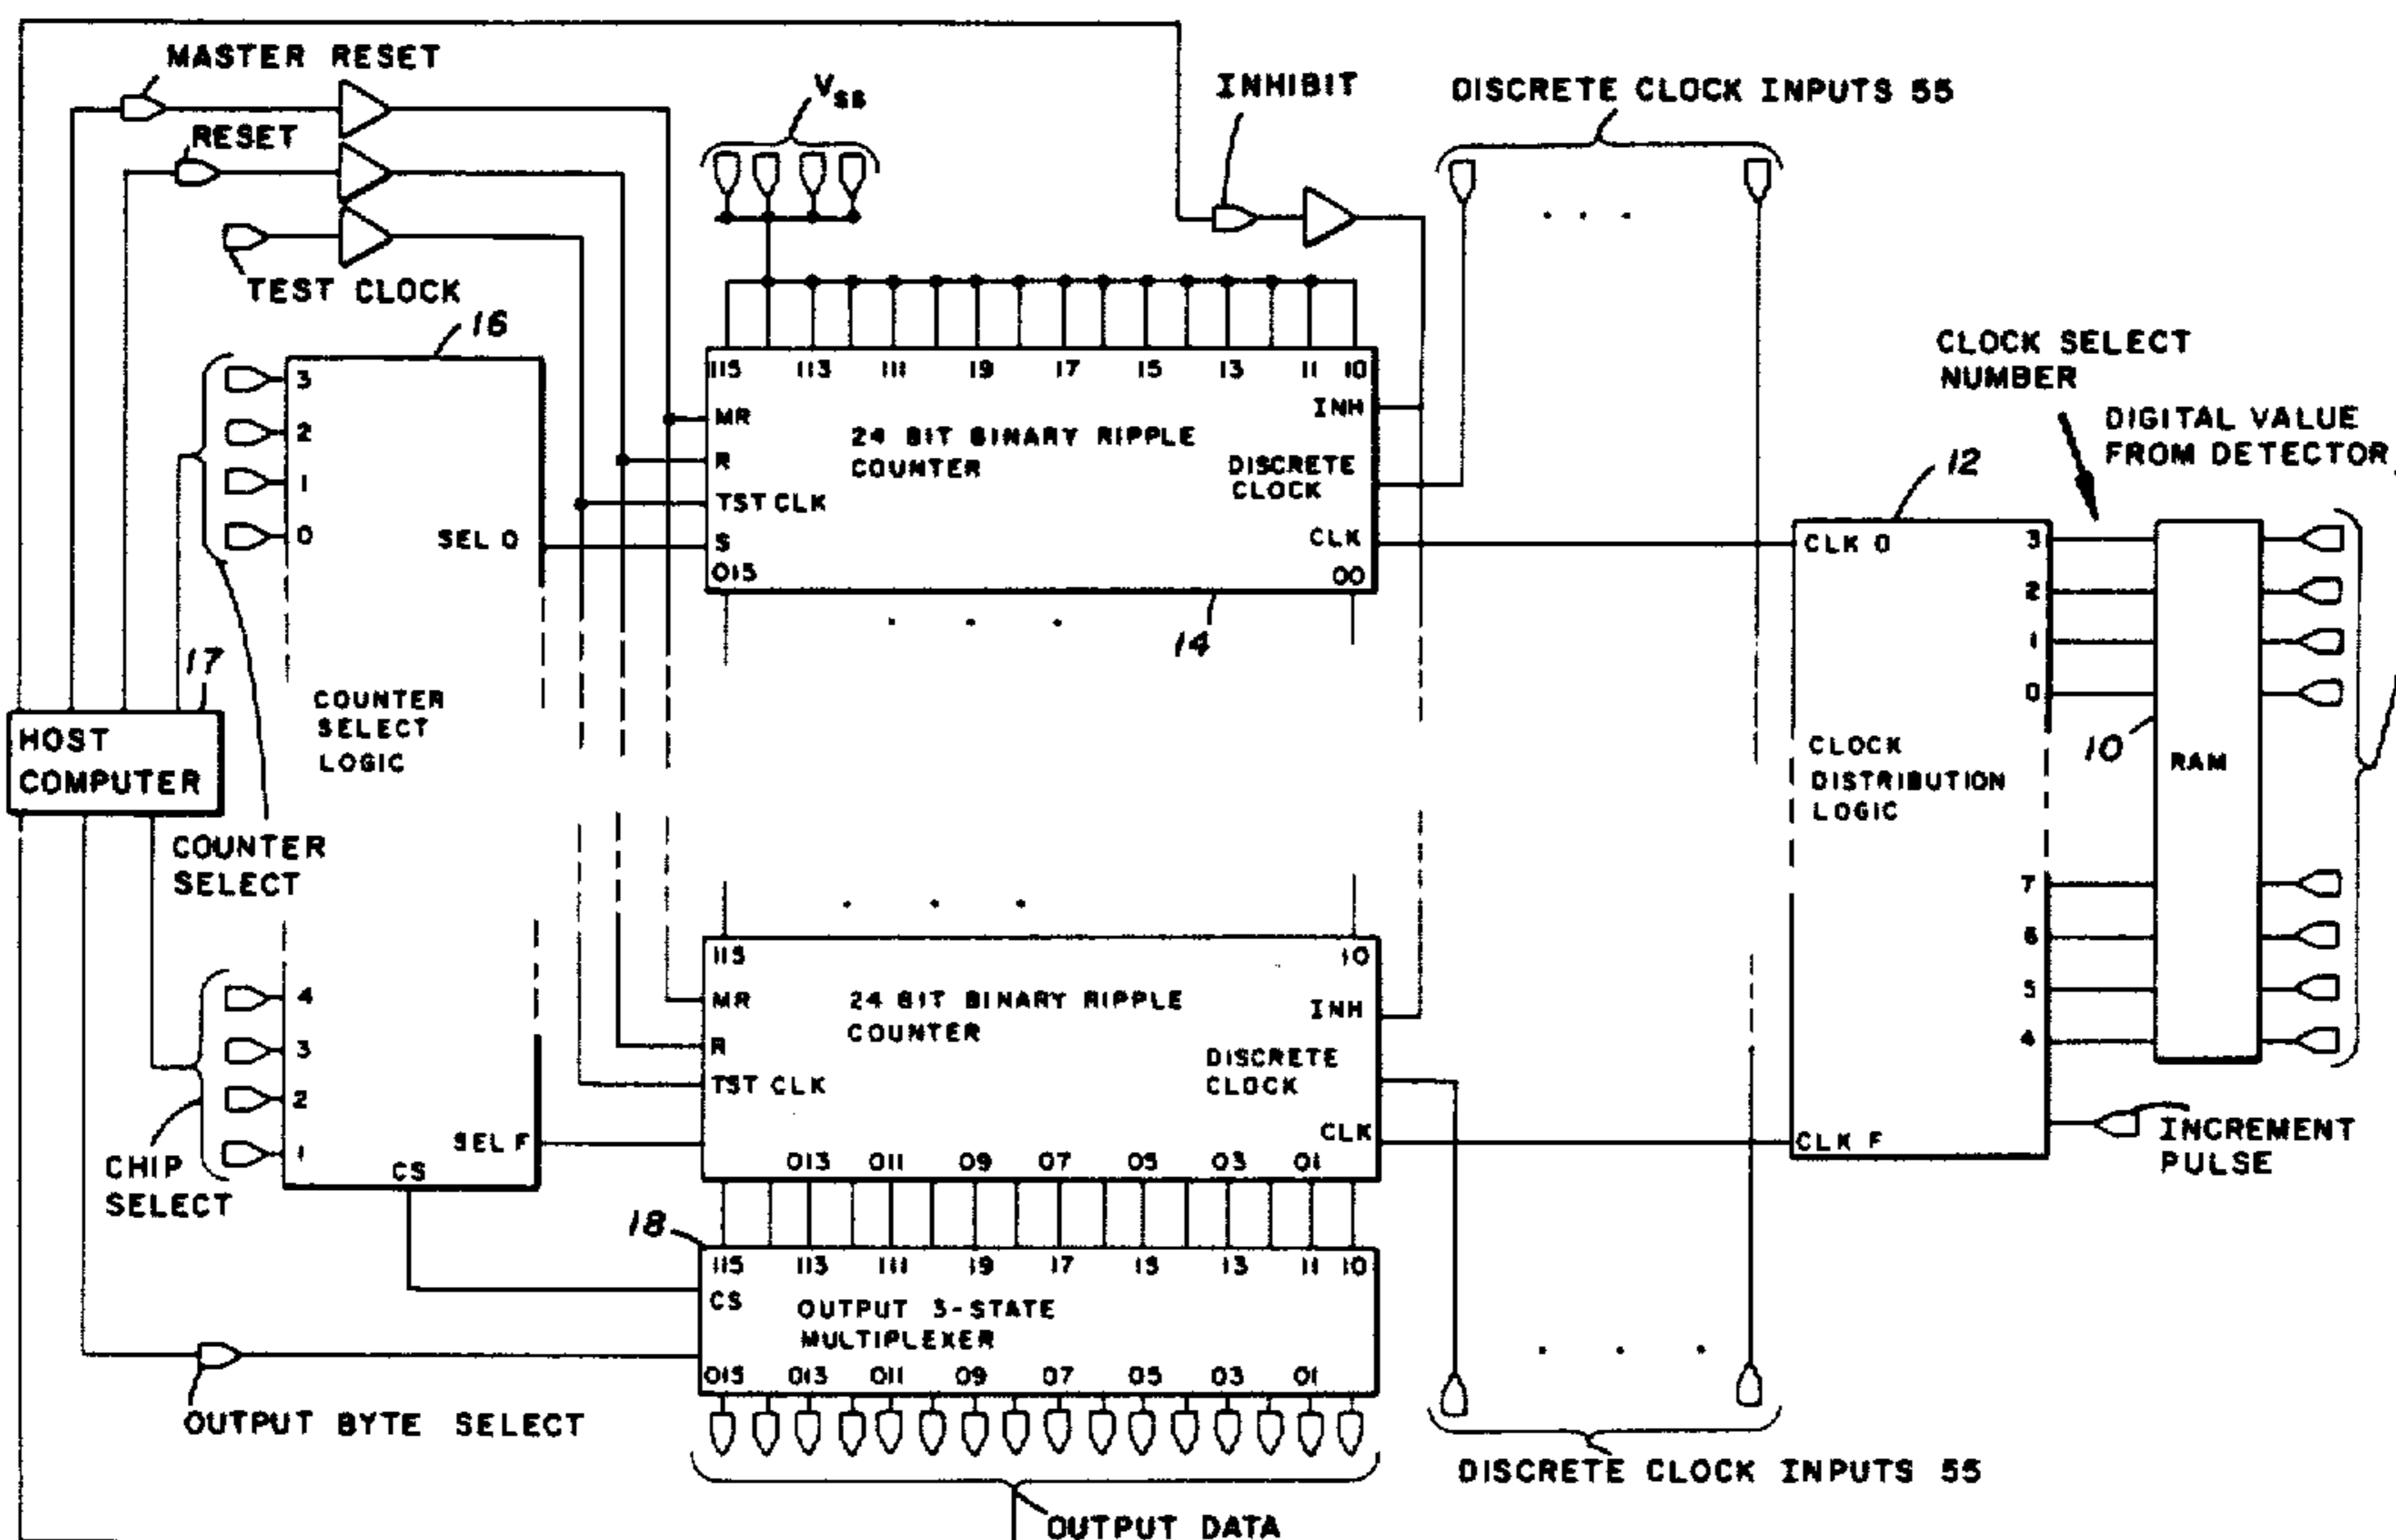 MASTER RESET
RESET
TEST CLOCK
VSS
INHIBIT
DISCRETE CLOCK INPUTS 55
16
3
2
1
0
SEL 0
COUNTER
SELECT
LOGIC
17
HOST
COMPUTER
COUNTER
SELECT
4
3
2
1
CHIP
SELECT
SEL F
CS
OUTPUT BYTE SELECT
I15 I13 I11 I9 I7 I5 I3 I1 I0
MR
R
TST CLK
S
24 BIT BINARY RIPPLE
COUNTER
INH
DISCRETE
CLOCK
CLK
O15 O0
14
I15 I0
MR
R
TST CLK
24 BIT BINARY RIPPLE
COUNTER
INH
DISCRETE
CLOCK
CLK
O13 O11 O9 O7 O5 O3 O1
18
I15 I13 I11 I9 I7 I5 I3 I1 I0
CS
OUTPUT 3-STATE
MULTIPLEXER
O15 O13 O11 O9 O7 O5 O3 O1
OUTPUT DATA
DISCRETE CLOCK INPUTS 55
CLOCK SELECT
NUMBER
DIGITAL VALUE
FROM DETECTOR
12
CLK 0
3
2
1
0
CLOCK
DISTRIBUTION
LOGIC
7
6
5
4
CLK F
10
RAM
INCREMENT
PULSE